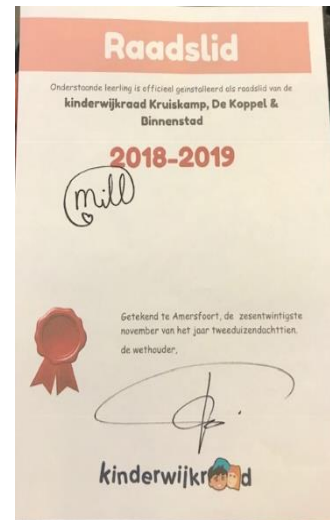 Raadslid
Onderstaande leerling is officieel geïnstalleerd als raadslid van de
kinderwijkraad Kruiskamp, De Koppel &
Binnenstad
2018-2019
mill
Getekend te Amersfoort, de zesentwintigste
november van het jaar tweeduizendachttien.
de wethouder,
kinderwijkraad